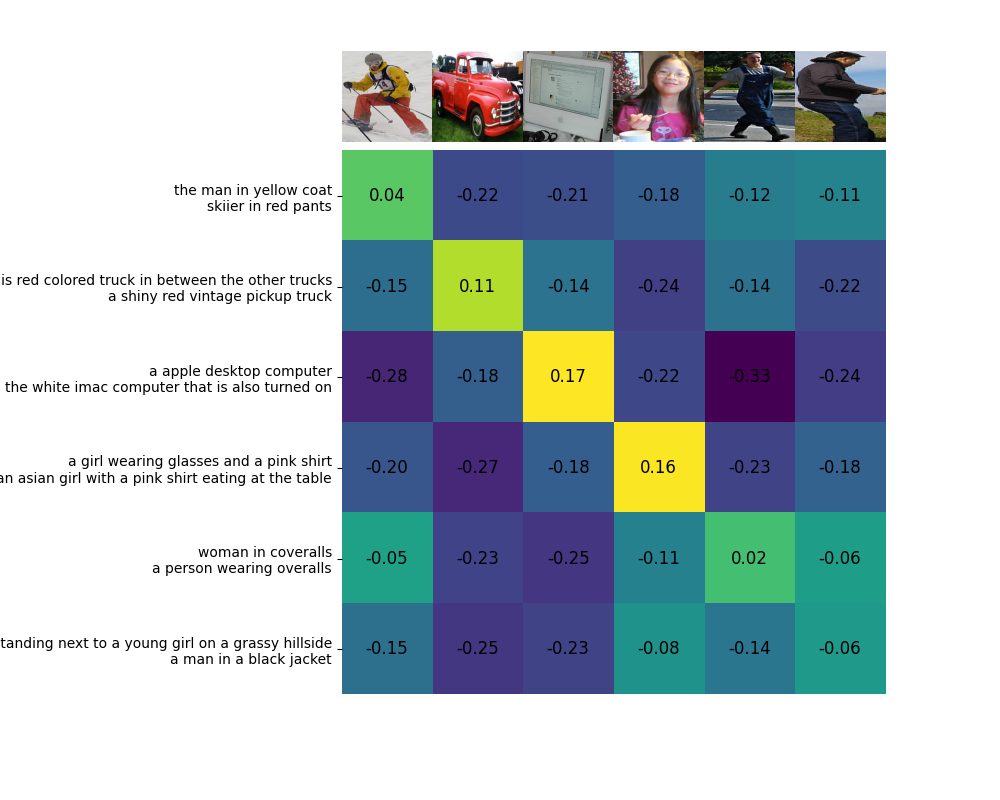 the man in yellow coat
skiier in red pants
0.04 -0.22 -0.21 -0.18 -0.12 -0.11
is red colored truck in between the other trucks
a shiny red vintage pickup truck
-0.15 0.11 -0.14 -0.24 -0.14 -0.22
a apple desktop computer
the white imac computer that is also turned on
-0.28 -0.18 0.17 -0.22 -0.33 -0.24
a girl wearing glasses and a pink shirt
an asian girl with a pink shirt eating at the table
-0.20 -0.27 -0.18 0.16 -0.23 -0.18
woman in coveralls
a person wearing overalls
-0.05 -0.23 -0.25 -0.11 0.02 -0.06
tanding next to a young girl on a grassy hillside
a man in a black jacket
-0.15 -0.25 -0.23 -0.08 -0.14 -0.06